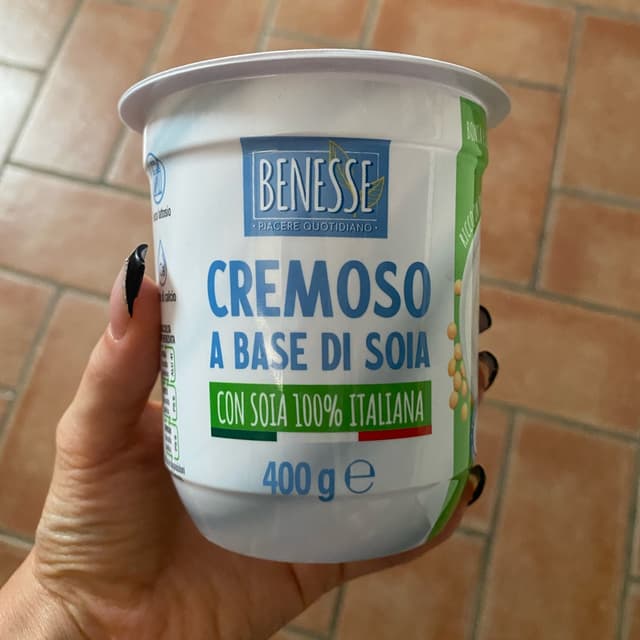 BENESSE
• PIACERE QUOTIDIANO •
CREMOSO
A BASE DI SOIA
CON SOIA 100% ITALIANA
400 g ℮